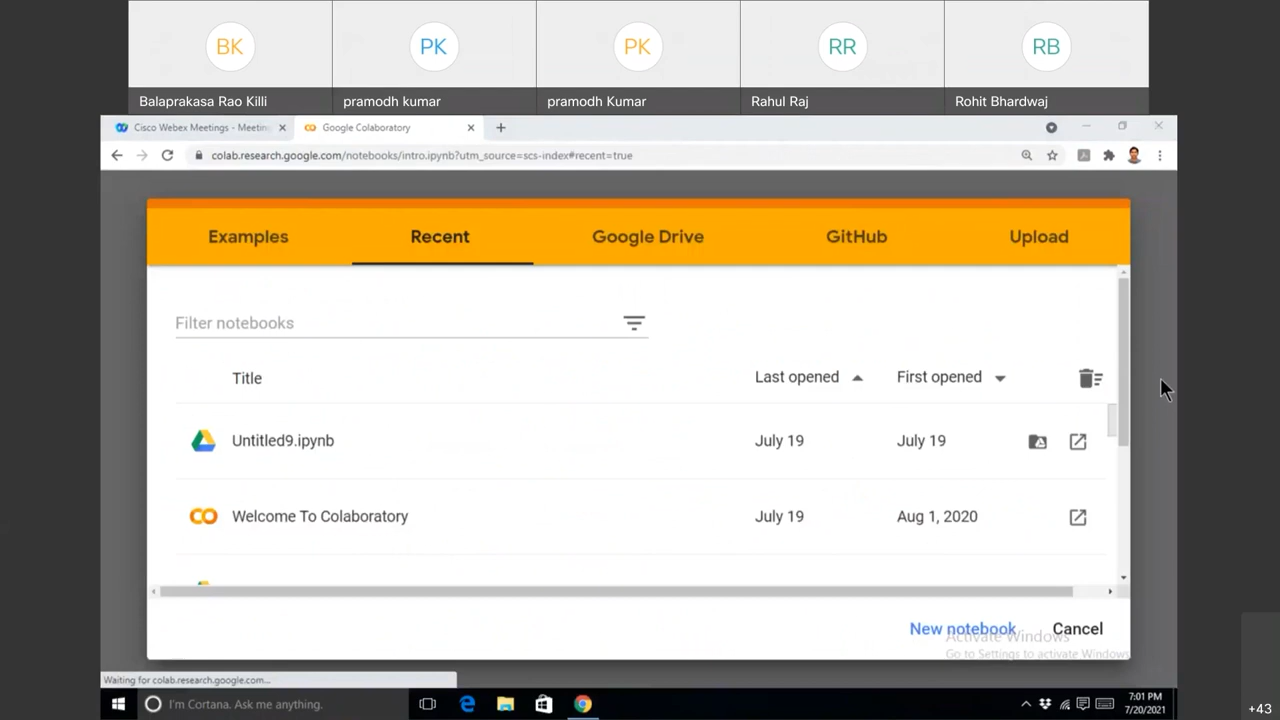 BK PK PK RR RB
Balaprakasa Rao Killi pramodh kumar pramodh Kumar Rahul Raj Rohit Bhardwaj
Cisco Webex Meetings - Meeting Google Colaboratory
colab.research.google.com/notebooks/intro.ipynb?utm_source=scs-index#recent=true
Examples Recent Google Drive GitHub Upload
Filter notebooks
Title Last opened First opened
Untitled9.ipynb July 19 July 19
Welcome To Colaboratory July 19 Aug 1, 2020
New notebook Cancel
Activate Windows
Go to Settings to activate Windows
Waiting for colab.research.google.com...
I'm Cortana. Ask me anything. 7:01 PM
7/20/2021
+43